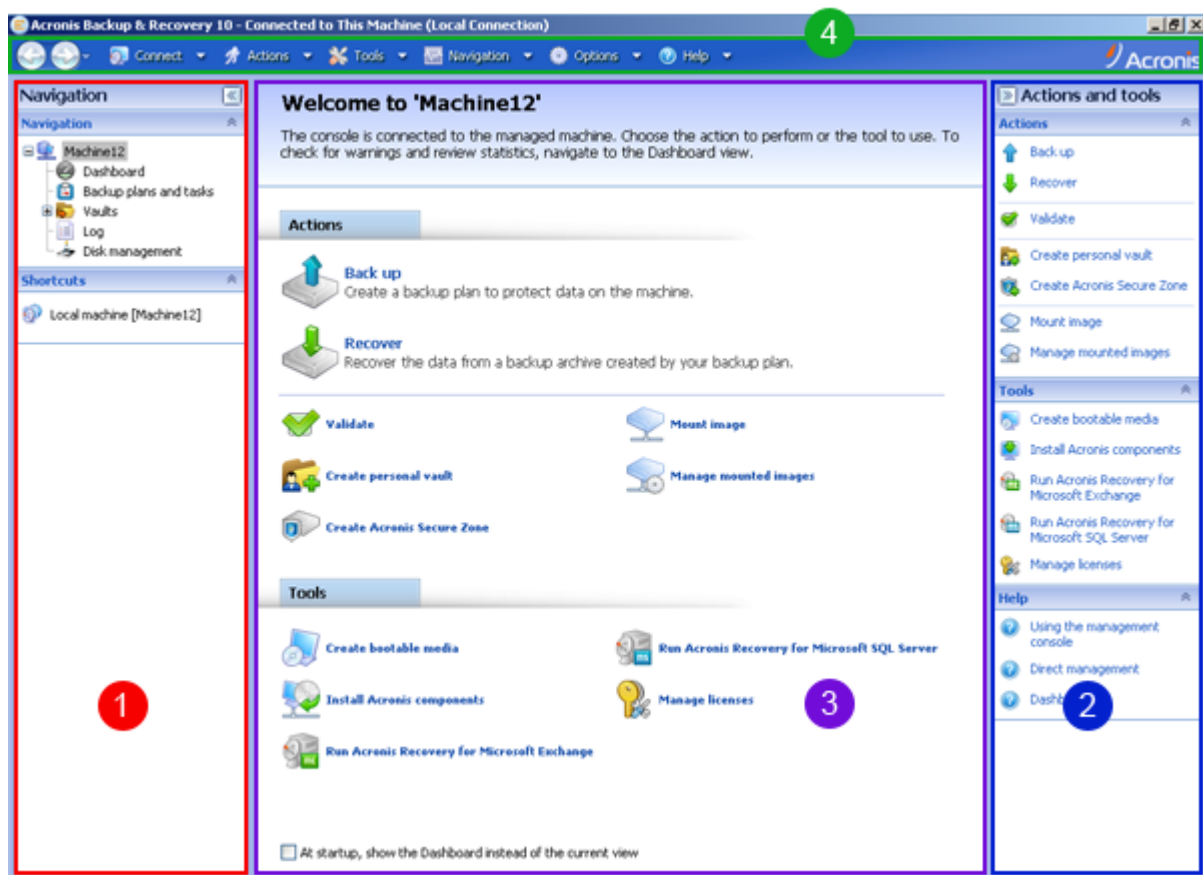 Acronis Backup & Recovery 10 - Connected to This Machine (Local Connection)
4
Connect
Actions
Tools
Navigation
Options
Help
Acronis
Navigation
Navigation
Machine12
Dashboard
Backup plans and tasks
Vaults
Log
Disk management
Shortcuts
Local machine [Machine12]
1
Welcome to 'Machine12'
The console is connected to the managed machine. Choose the action to perform or the tool to use. To
check for warnings and review statistics, navigate to the Dashboard view.
Actions
Back up
Create a backup plan to protect data on the machine.
Recover
Recover the data from a backup archive created by your backup plan.
Validate
Mount image
Create personal vault
Manage mounted images
Create Acronis Secure Zone
Tools
Create bootable media
Run Acronis Recovery for Microsoft SQL Server
Install Acronis components
Manage licenses
3
Run Acronis Recovery for Microsoft Exchange
At startup, show the Dashboard instead of the current view
Actions and tools
Actions
Back up
Recover
Validate
Create personal vault
Create Acronis Secure Zone
Mount image
Manage mounted images
Tools
Create bootable media
Install Acronis components
Run Acronis Recovery for
Microsoft Exchange
Run Acronis Recovery for
Microsoft SQL Server
Manage licenses
Help
Using the management
console
Direct management
2